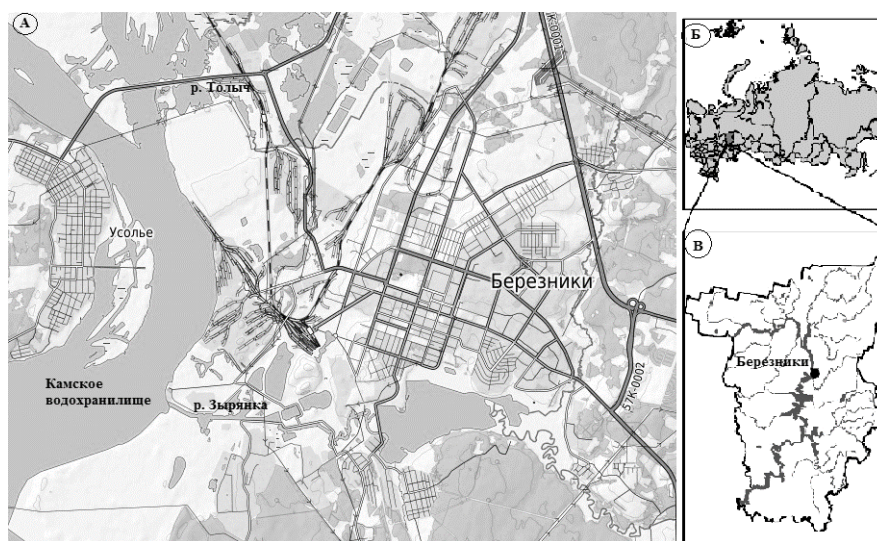 А
р. Толыч
Усолье
Березники
Камское
водохранилище
р. Зырянка
57К-0002
Б
В
Березники